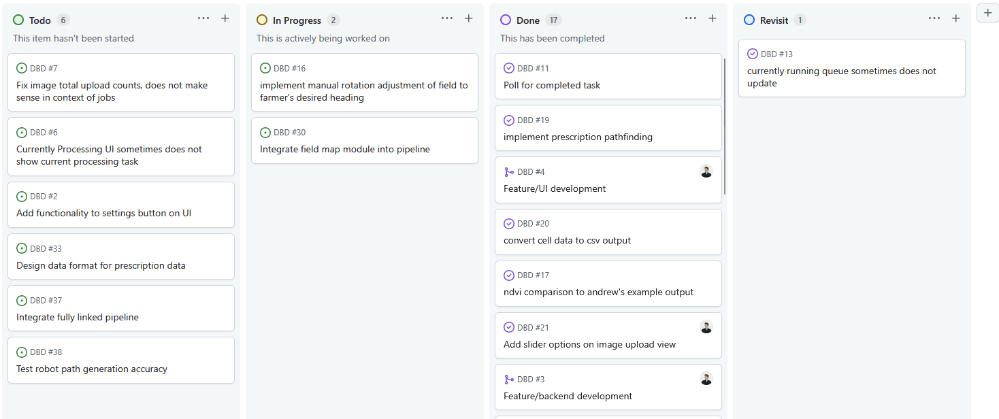 Todo 6
This item hasn't been started
DBD #7
Fix image total upload counts, does not make
sense in context of jobs
DBD #6
Currently Processing UI sometimes does not
show current processing task
DBD #2
Add functionality to settings button on UI
DBD #33
Design data format for prescription data
DBD #37
Integrate fully linked pipeline
DBD #38
Test robot path generation accuracy
In Progress 2
This is actively being worked on
DBD #16
implement manual rotation adjustment of field to
farmer's desired heading
DBD #30
Integrate field map module into pipeline
Done 17
This has been completed
DBD #11
Poll for completed task
DBD #19
implement prescription pathfinding
DBD #4
Feature/UI development
DBD #20
convert cell data to csv output
DBD #17
ndvi comparison to andrew's example output
DBD #21
Add slider options on image upload view
DBD #3
Feature/backend development
Revisit 1
DBD #13
currently running queue sometimes does not
update